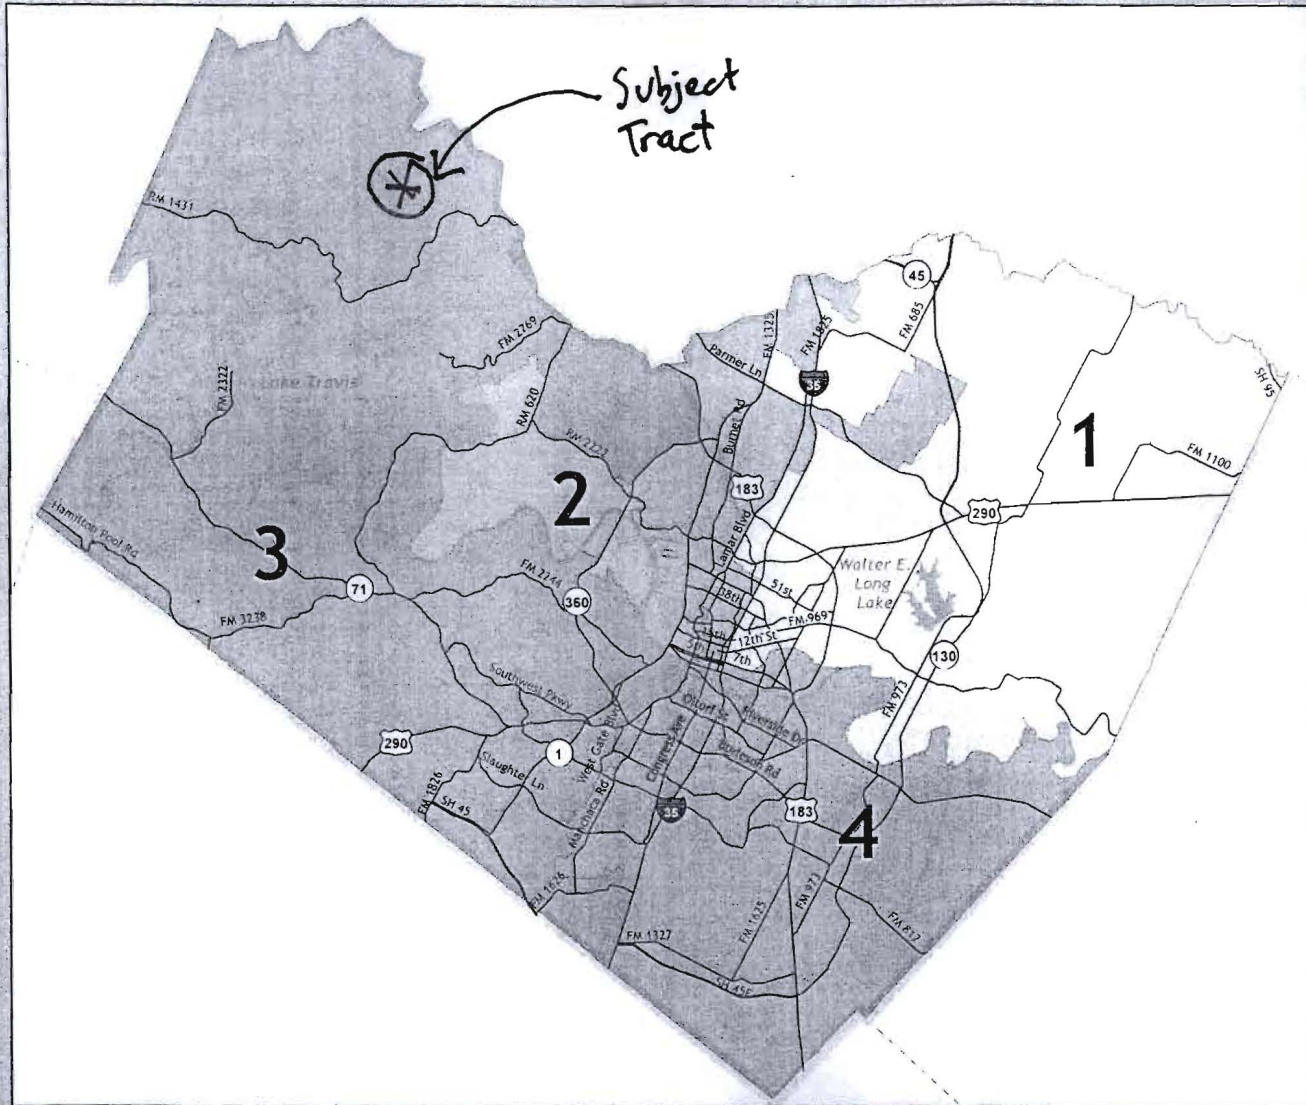 Subject
Tract
RM 1431
45
FM 685
FM 1325
FM 1825
FM 2769
Parmer Ln
35
SH 95
Lake Travis
FM 2322
RM 620
Burnet Rd
RM 2222
1
FM 1100
2
183
290
Hamilton Pool Rd
3
Lamar Blvd
Walter E.
Long
Lake
71
FM 2244
360
51st
38th
FM 969
FM 3238
12th St
7th
130
Southwest Pkwy
FM 973
Oltorf St
Riverside Dr
290
1
West Gate Blvd
Congress Ave
Burleson Rd
Slaughter Ln
FM 1826
SH 45
Manchaca Rd
35
183
4
FM 1626
FM 973
FM 1625
FM 812
FM 1327
SH 45E